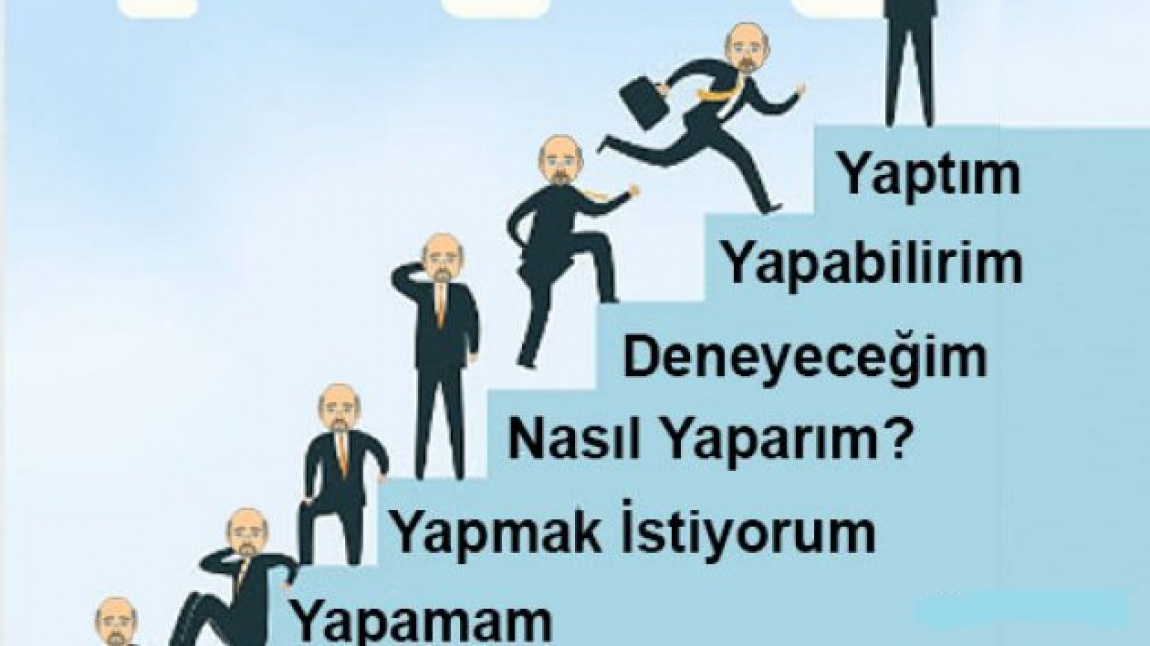 Yaptım
Yapabilirim
Deneyeceğim
Nasıl Yaparım?
Yapmak İstiyorum
Yapamam